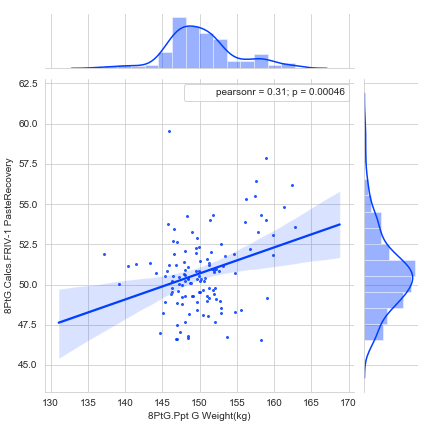 pearsonr = 0.31; p = 0.00046
62.5
60.0
57.5
55.0
52.5
50.0
47.5
45.0
8PtG.Calcs.FRIV-1 PasteRecovery
130 135 140 145 150 155 160 165 170
8PtG.Ppt G Weight(kg)